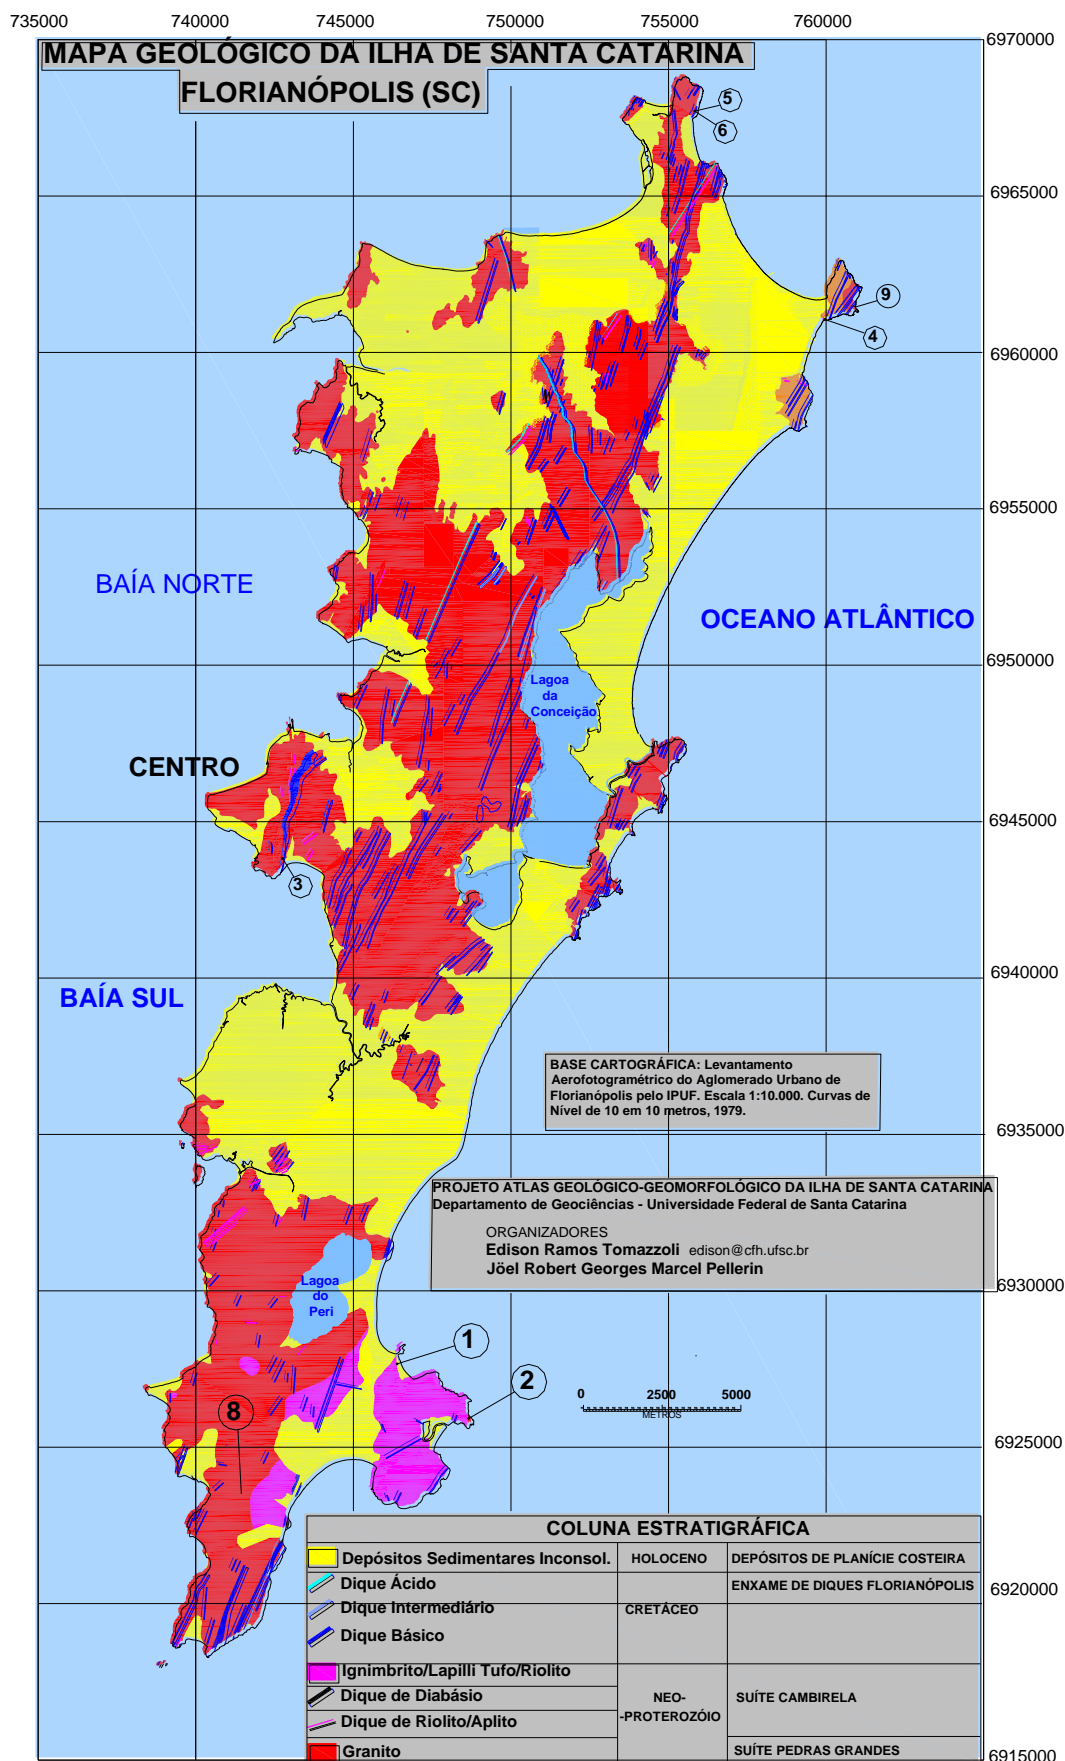 735000 740000 745000 750000 755000 760000
6970000
MAPA GEOLÓGICO DA ILHA DE SANTA CATARINA
FLORIANÓPOLIS (SC)
5
6
6965000
9
4
6960000
6955000
BAÍA NORTE
OCEANO ATLÂNTICO
6950000
Lagoa
da
Conceição
CENTRO
6945000
3
6940000
BAÍA SUL
BASE CARTOGRÁFICA: Levantamento
Aerofotogramétrico do Aglomerado Urbano de
Florianópolis pelo IPUF. Escala 1:10.000. Curvas de
Nível de 10 em 10 metros, 1979.
6935000
PROJETO ATLAS GEOLÓGICO-GEOMORFOLÓGICO DA ILHA DE SANTA CATARINA
Departamento de Geociências - Universidade Federal de Santa Catarina
ORGANIZADORES
Edison Ramos Tomazzoli edison@cfh.ufsc.br
Jöel Robert Georges Marcel Pellerin
6930000
Lagoa
do
Peri
1
2
0 2500 5000
METROS
8
6925000
COLUNA ESTRATIGRÁFICA
Depósitos Sedimentares Inconsol. HOLOCENO DEPÓSITOS DE PLANÍCIE COSTEIRA
Dique Ácido ENXAME DE DIQUES FLORIANÓPOLIS
6920000
Dique Intermediário CRETÁCEO
Dique Básico
Ignimbrito/Lapilli Tufo/Riolito
Dique de Diabásio NEO- SUÍTE CAMBIRELA
Dique de Riolito/Aplito -PROTEROZÓIO
Granito SUÍTE PEDRAS GRANDES
6915000